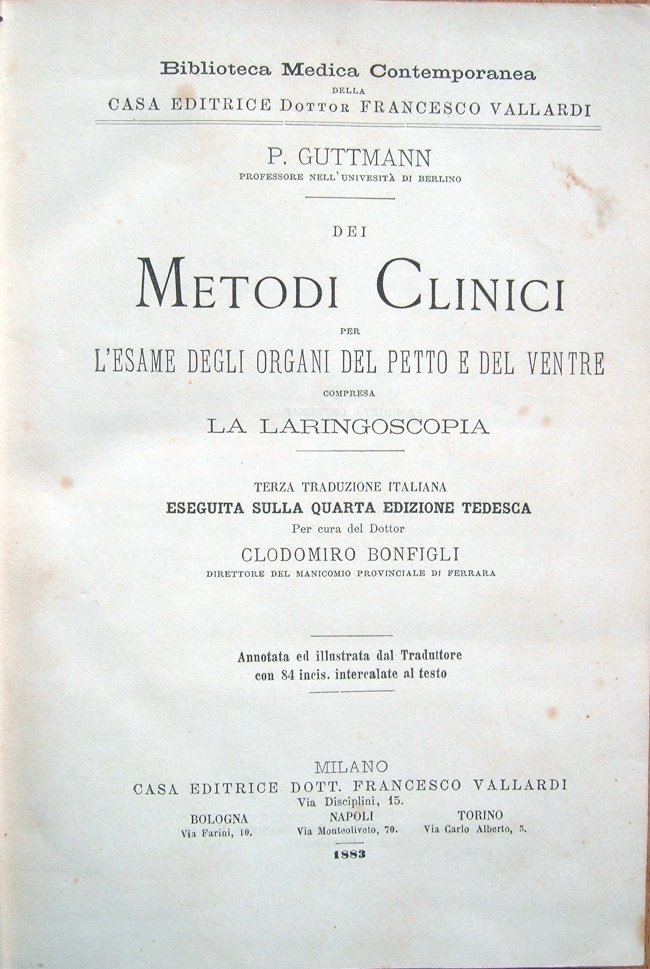 Biblioteca Medica Contemporanea
DELLA
CASA EDITRICE DOTTOR FRANCESCO VALLARDI
P. GUTTMANN
PROFESSORE NELL'UNIVESITÀ DI BERLINO
DEI
METODI CLINICI
PER
L'ESAME DEGLI ORGANI DEL PETTO E DEL VENTRE
COMPRESA
LA LARINGOSCOPIA
TERZA TRADUZIONE ITALIANA
ESEGUITA SULLA QUARTA EDIZIONE TEDESCA
Per cura del Dottor
CLODOMIRO BONFIGLI
DIRETTORE DEL MANICOMIO PROVINCIALE DI FERRARA
Annotata ed illustrata dal Traduttore
con 84 incis. intercalate al testo
MILANO
CASA EDITRICE DOTT. FRANCESCO VALLARDI
Via Disciplini, 15.
BOLOGNA NAPOLI TORINO
Via Farini, 10. Via Monteoliveto, 70. Via Carlo Alberto, 5.
1883